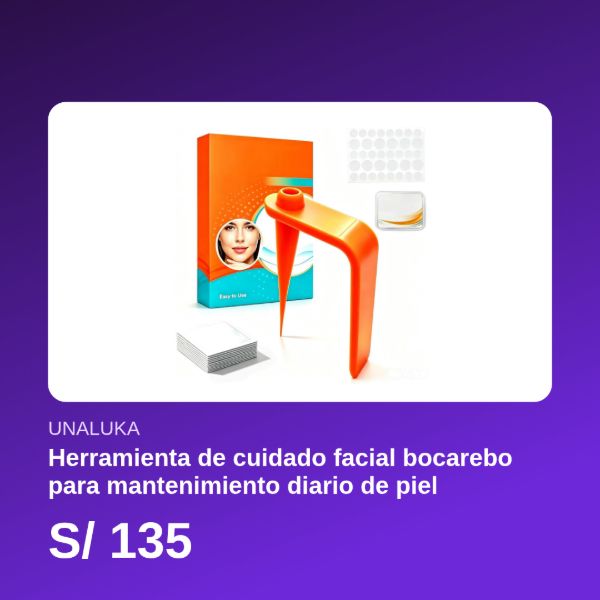 Easy to Use
UNALUKA
Herramienta de cuidado facial bocarebo
para mantenimiento diario de piel
S/ 135